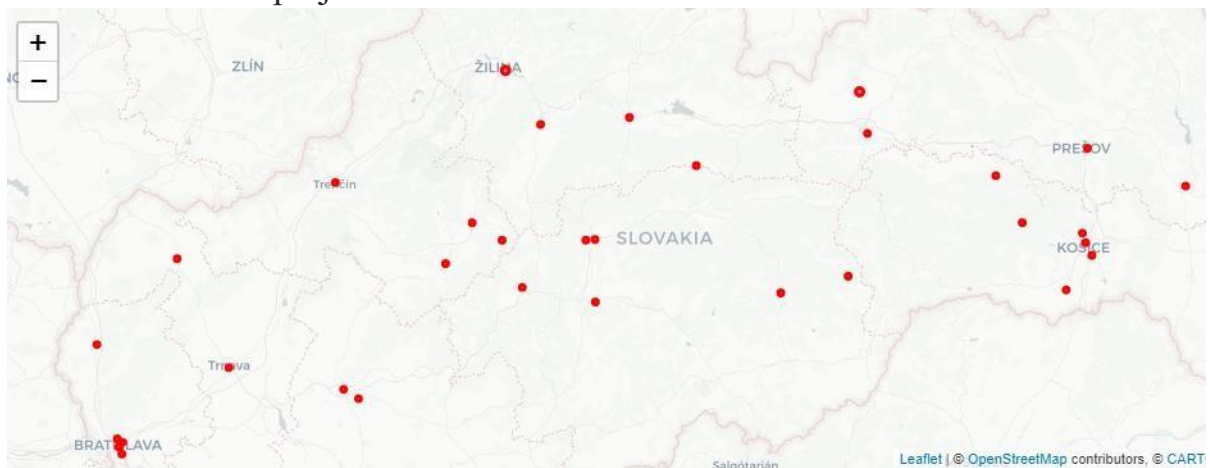 +
−
ZLÍN
ŽILINA
PREŠOV
Trenčín
SLOVAKIA
KOŠICE
Trnava
BRATISLAVA
Salgótarján
Leaflet | © OpenStreetMap contributors, © CART